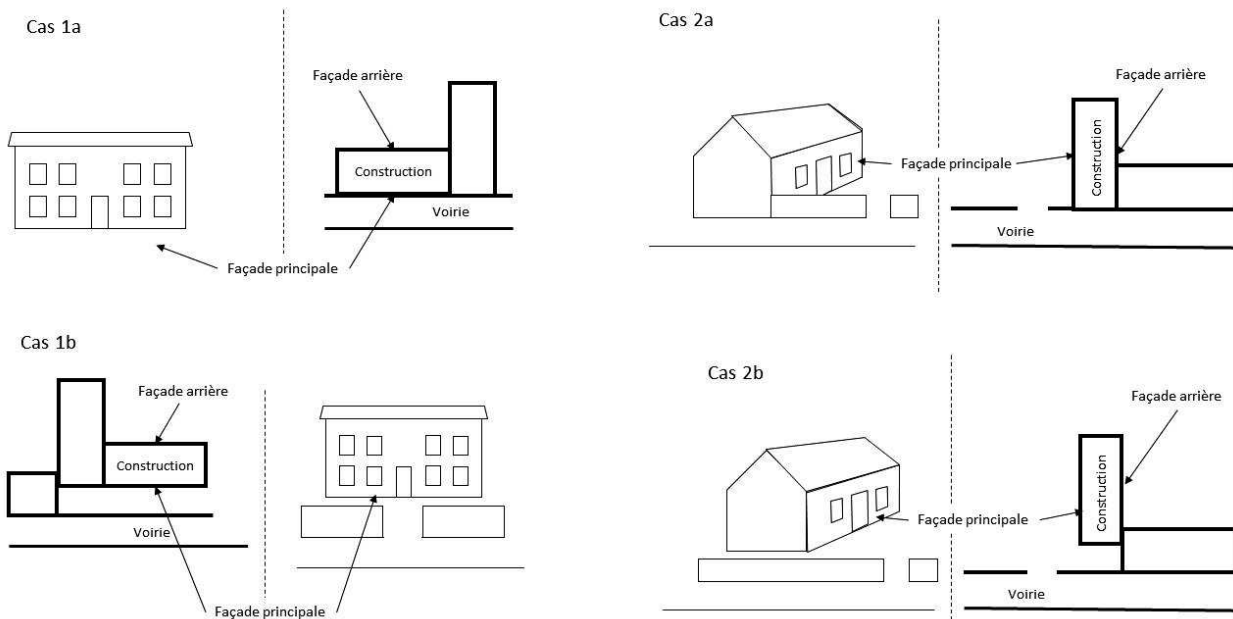 Cas 1a
Façade arrière
Construction
Voirie
Façade principale
Cas 2a
Façade arrière
Façade principale
Construction
Voirie
Cas 1b
Façade arrière
Construction
Voirie
Façade principale
Cas 2b
Façade arrière
Construction
Façade principale
Voirie